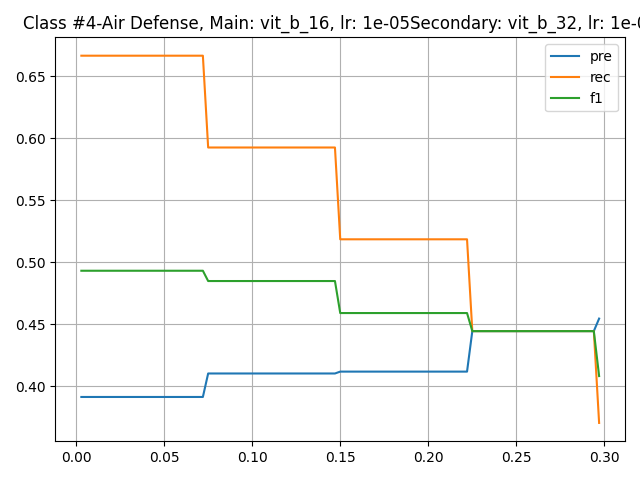 Class #4-Air Defense, Main: vit_b_16, lr: 1e-05Secondary: vit_b_32, lr: 1e-0
pre
rec
f1
0.65
0.60
0.55
0.50
0.45
0.40
0.00 0.05 0.10 0.15 0.20 0.25 0.30